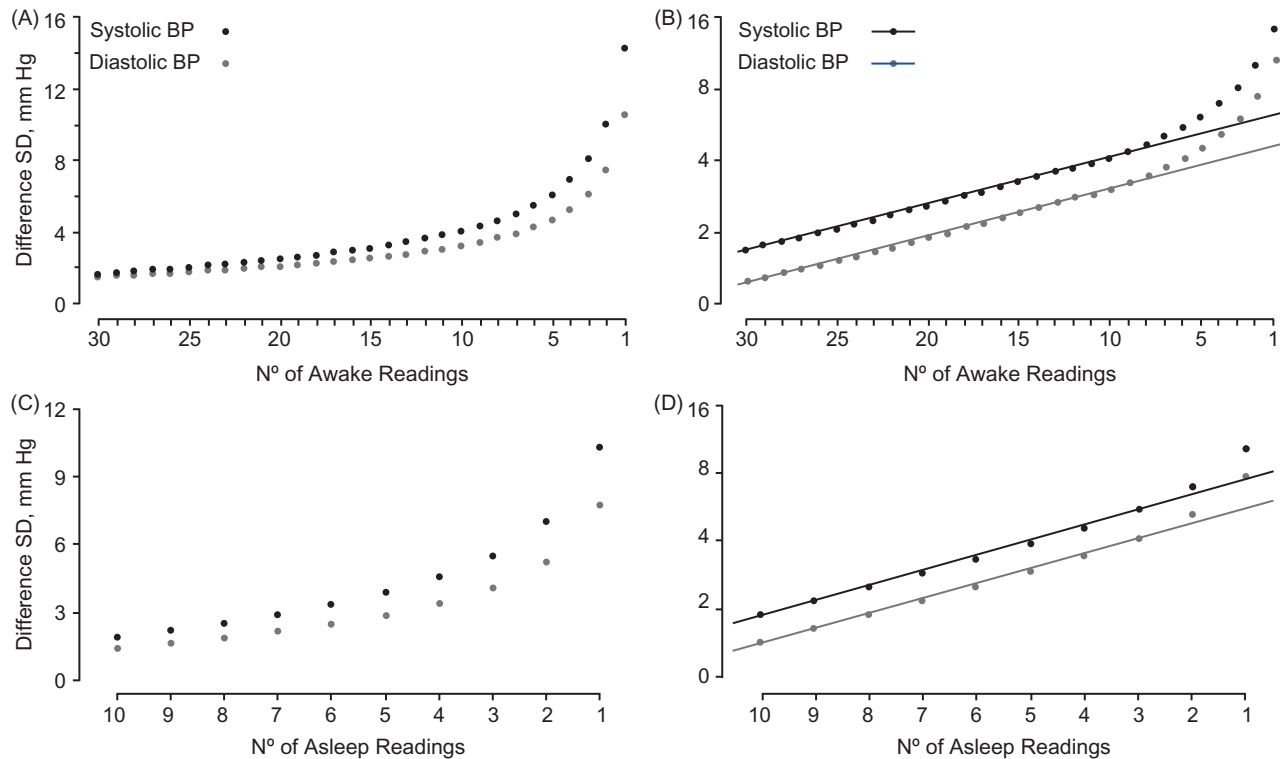 (A)
16
12
8
4
0
Systolic BP
Diastolic BP
Difference SD, mm Hg
30 25 20 15 10 5 1
Nº of Awake Readings
(B)
16
8
4
2
0
Systolic BP
Diastolic BP
30 25 20 15 10 5 1
Nº of Awake Readings
(C)
12
9
6
3
0
Difference SD, mm Hg
10 9 8 7 6 5 4 3 2 1
Nº of Asleep Readings
(D)
16
8
4
2
0
10 9 8 7 6 5 4 3 2 1
Nº of Asleep Readings